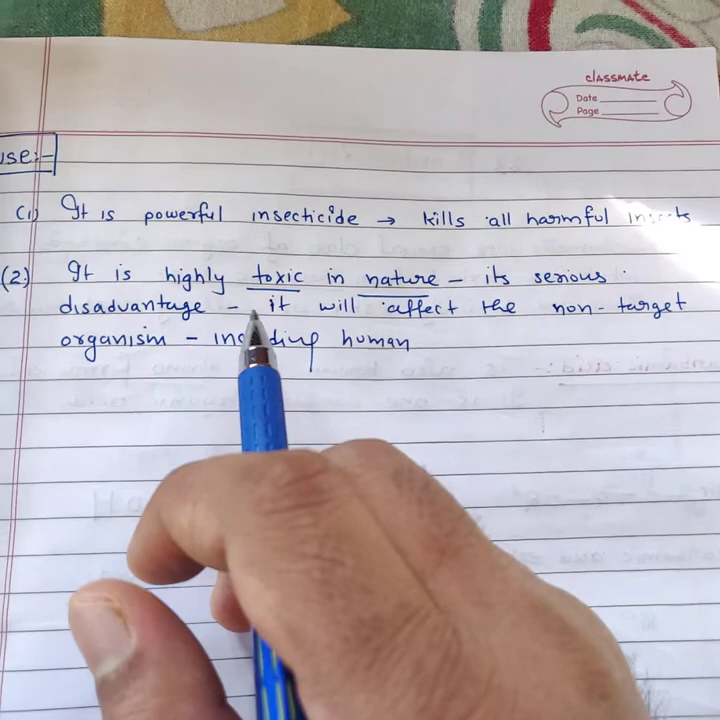 classmate
Date
Page
use:-
(1) It is powerful insecticide → kills all harmful insects
(2) It is highly toxic in nature - its serious
disadvantage - it will affect the non-target
organism - including human